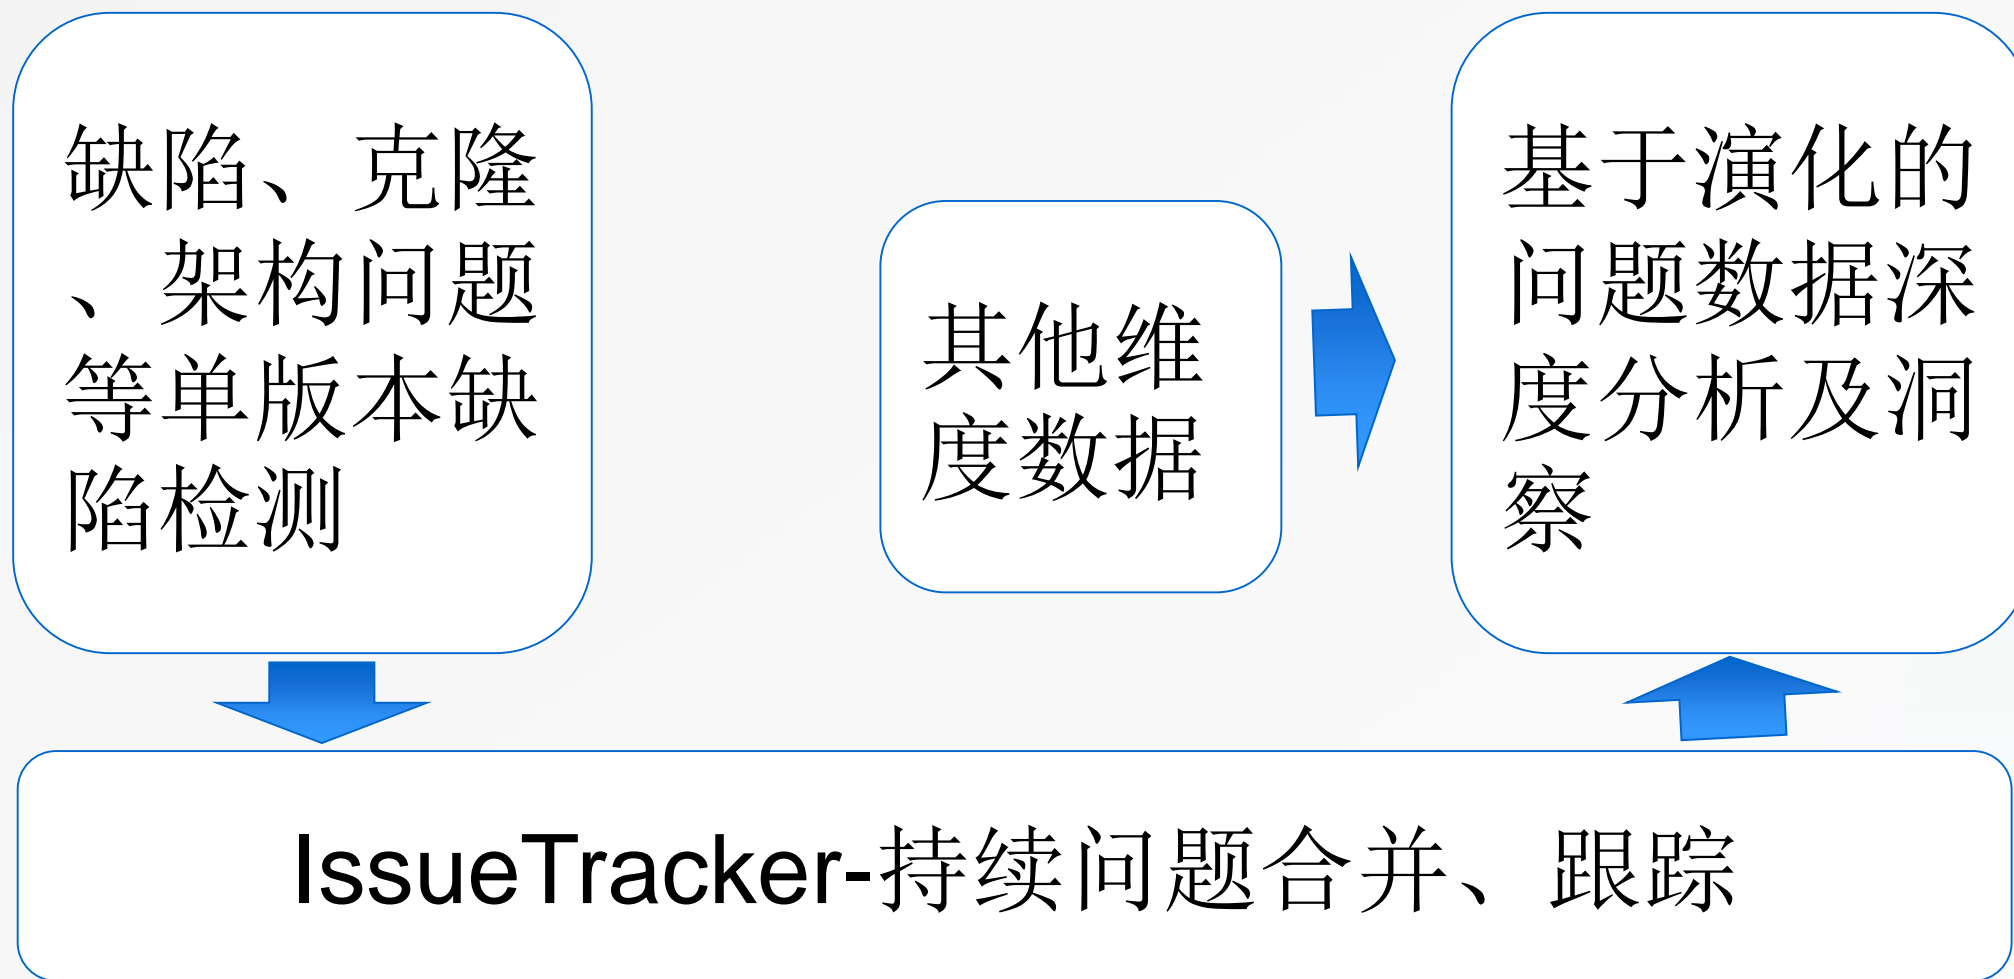 缺陷、克隆
、架构问题
等单版本缺
陷检测
其他维
度数据
基于演化的
问题数据深
度分析及洞
察
IssueTracker-持续问题合并、跟踪